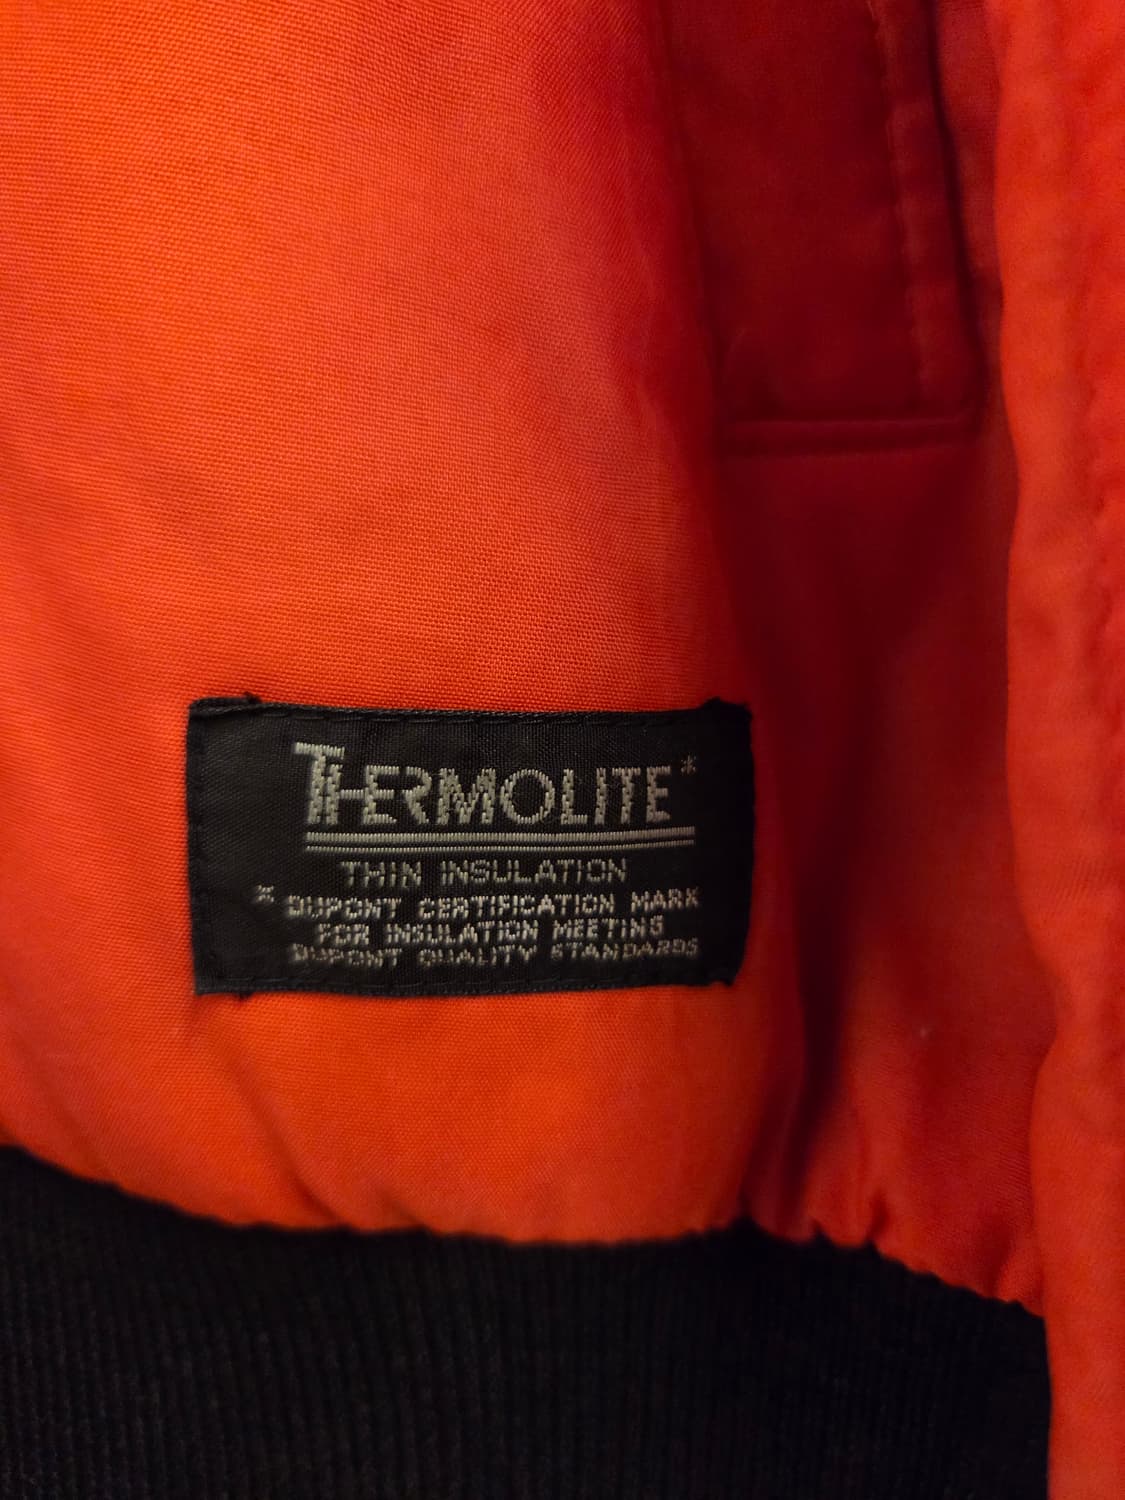 THERMOLITE*
THIN INSULATION
* DUPONT CERTIFICATION MARK
FOR INSULATION MEETING
DUPONT QUALITY STANDARDS